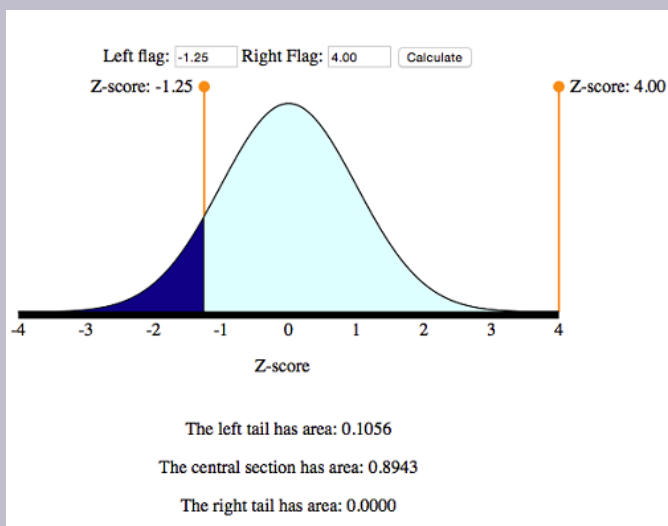 Left flag: -1.25 Right Flag: 4.00 Calculate
Z-score: -1.25 Z-score: 4.00
-4 -3 -2 -1 0 1 2 3 4
Z-score
The left tail has area: 0.1056
The central section has area: 0.8943
The right tail has area: 0.0000